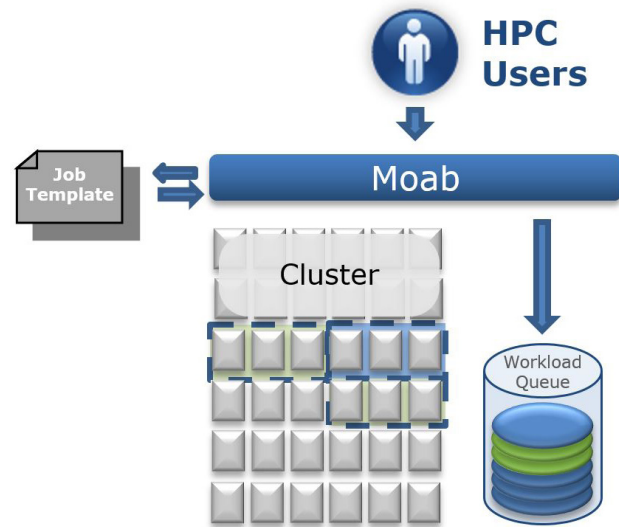 HPC
Users
Job
Template
Moab
Cluster
Workload
Queue